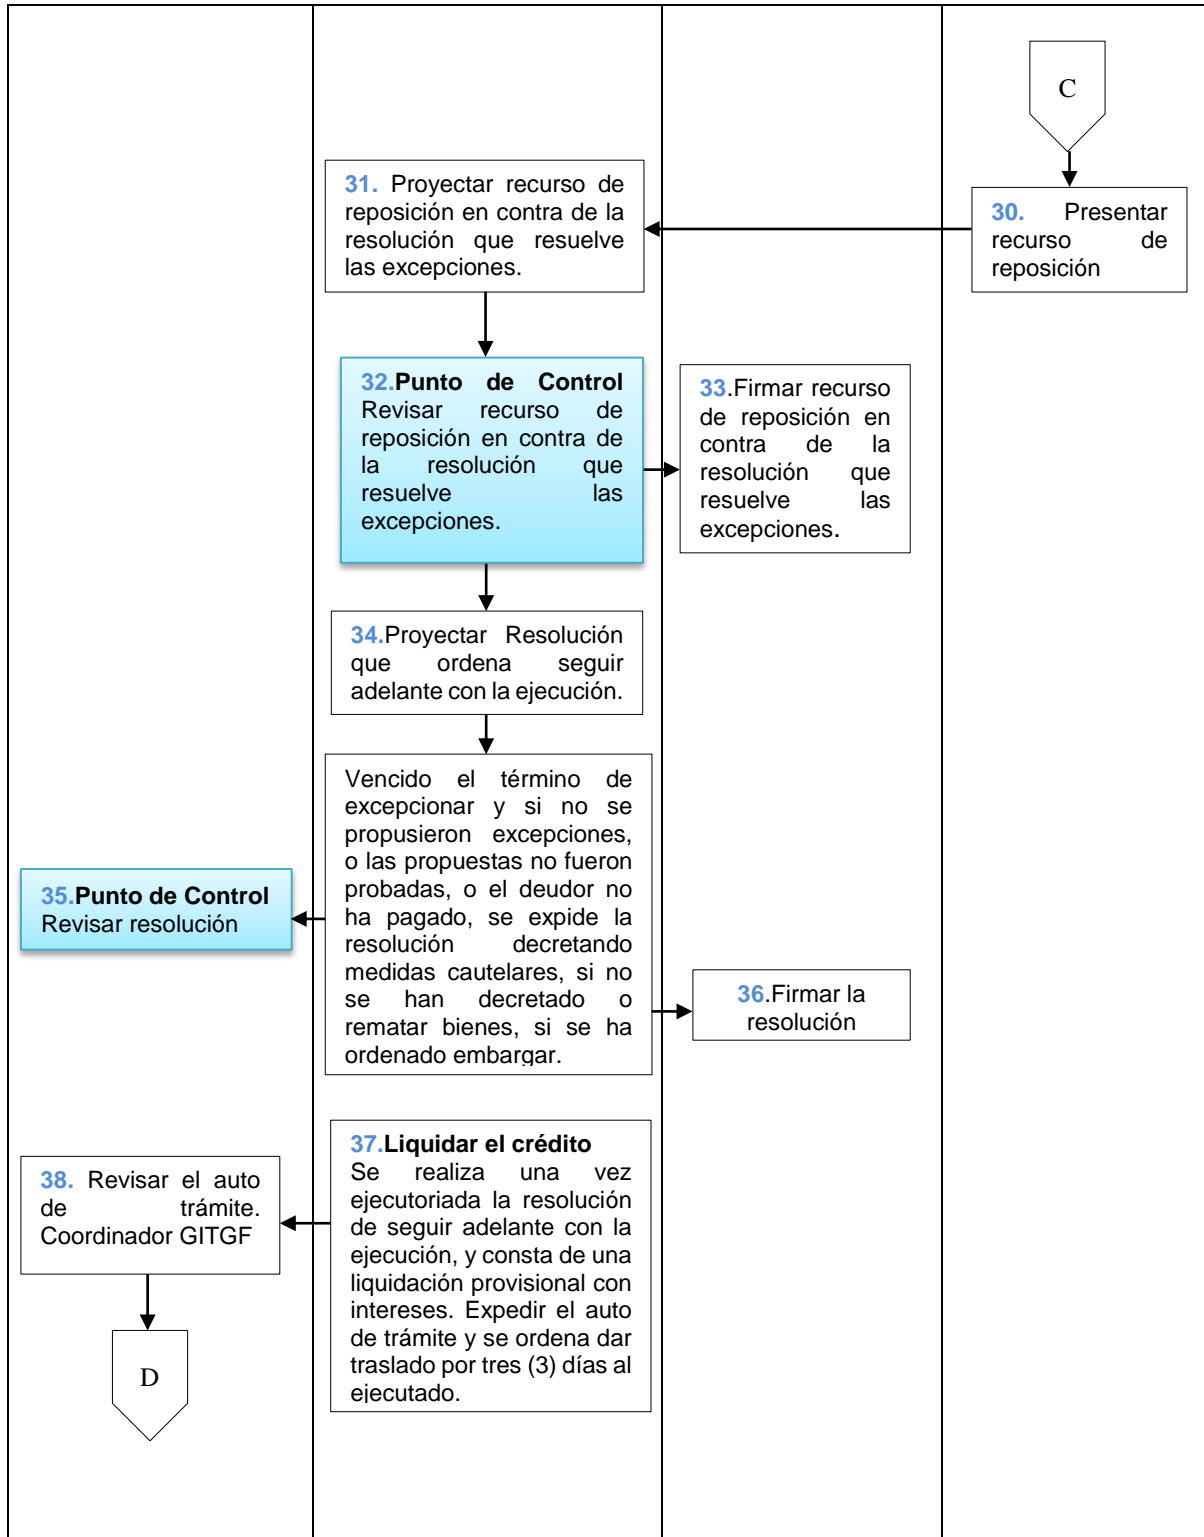 C
30. Presentar
recurso de
reposición
31. Proyectar recurso de
reposición en contra de la
resolución que resuelve
las excepciones.
32.Punto de Control
Revisar recurso de
reposición en contra de
la resolución que
resuelve las
excepciones.
33.Firmar recurso
de reposición en
contra de la
resolución que
resuelve las
excepciones.
34.Proyectar Resolución
que ordena seguir
adelante con la ejecución.
Vencido el término de
excepcionar y si no se
propusieron excepciones,
o las propuestas no fueron
probadas, o el deudor no
ha pagado, se expide la
resolución decretando
medidas cautelares, si no
se han decretado o
rematar bienes, si se ha
ordenado embargar.
35.Punto de Control
Revisar resolución
36.Firmar la
resolución
37.Liquidar el crédito
Se realiza una vez
ejecutoriada la resolución
de seguir adelante con la
ejecución, y consta de una
liquidación provisional con
intereses. Expedir el auto
de trámite y se ordena dar
traslado por tres (3) días al
ejecutado.
38. Revisar el auto
de trámite.
Coordinador GITGF
D